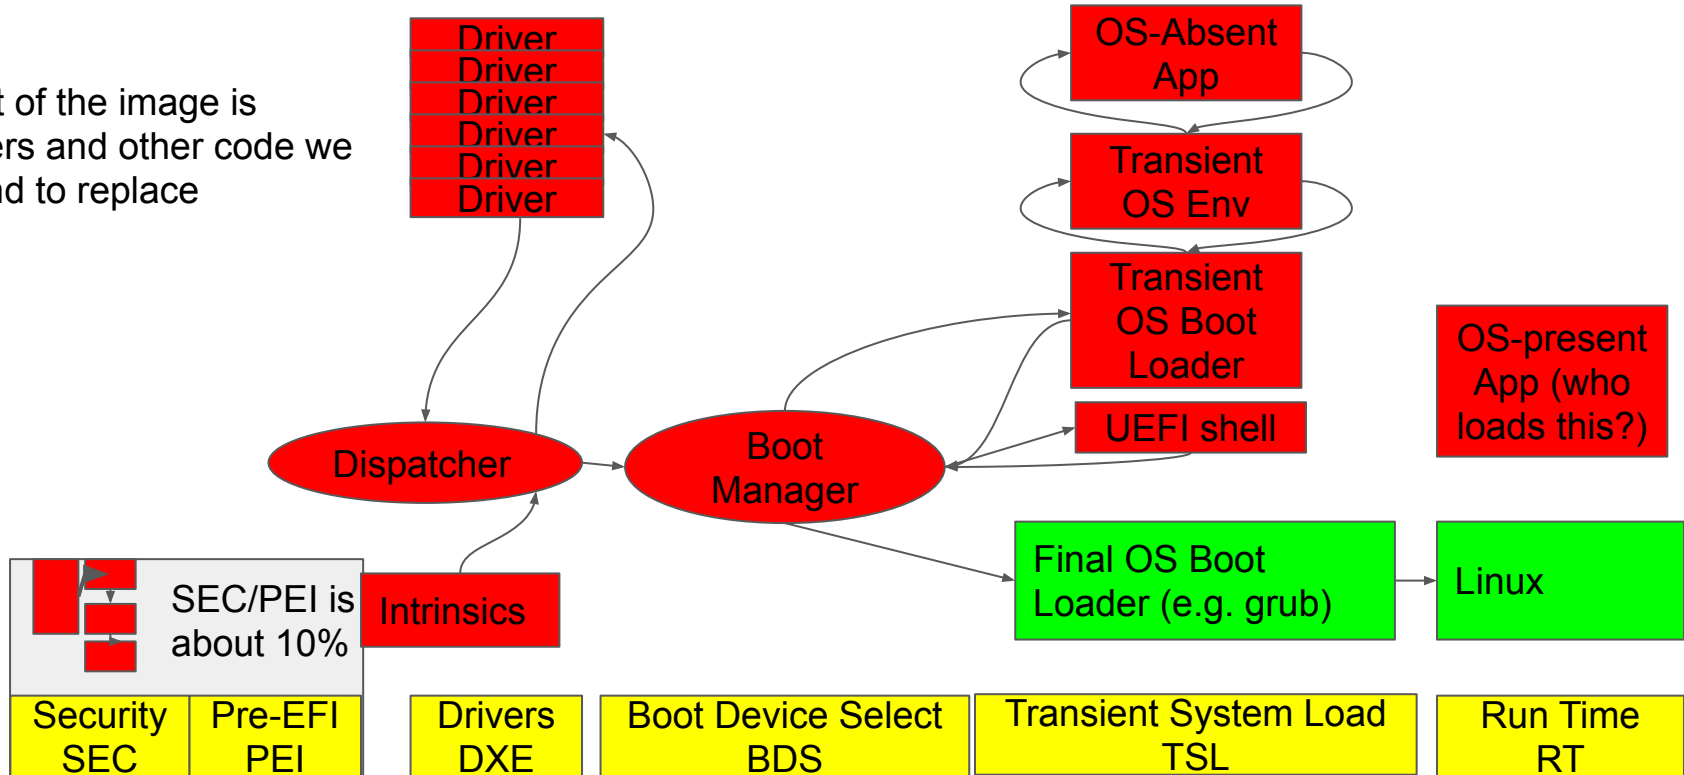 t of the image is
ers and other code we
nd to replace
Driver
Driver
Driver
Driver
Driver
Driver
OS-Absent
App
Transient
OS Env
Transient
OS Boot
Loader
OS-present
App (who
loads this?)
UEFI shell
Dispatcher
Boot
Manager
Final OS Boot
Loader (e.g. grub)
Linux
SEC/PEI is
about 10%
Intrinsics
Security
SEC
Pre-EFI
PEI
Drivers
DXE
Boot Device Select
BDS
Transient System Load
TSL
Run Time
RT